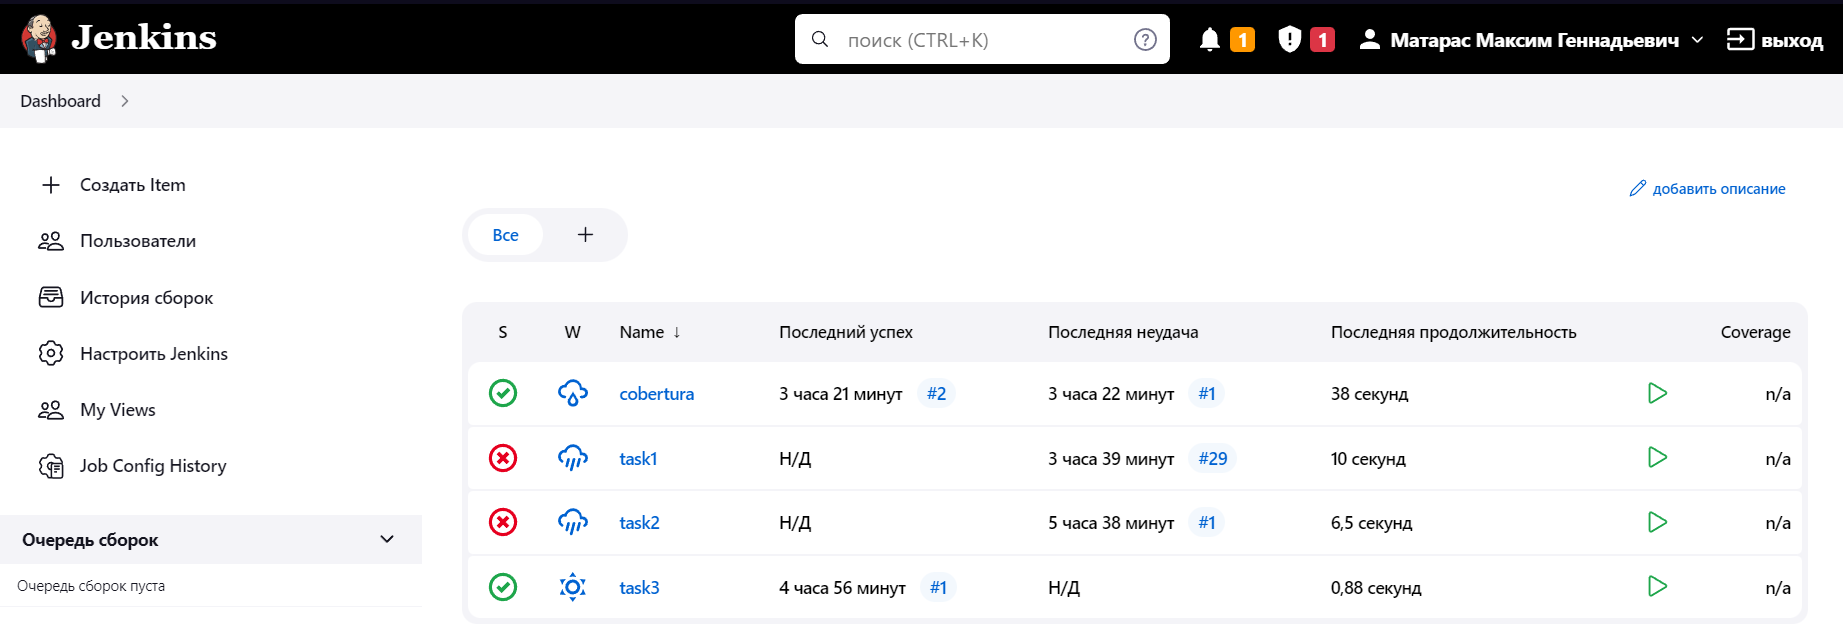 Jenkins
поиск (CTRL+K)
1
1
Матарас Максим Геннадьевич
выход
Dashboard
Создать Item
Пользователи
История сборок
Настроить Jenkins
My Views
Job Config History
Очередь сборок
Очередь сборок пуста
добавить описание
Все
S W Name ↓ Последний успех Последняя неудача Последняя продолжительность Coverage
cobertura 3 часа 21 минут #2 3 часа 22 минут #1 38 секунд n/a
task1 Н/Д 3 часа 39 минут #29 10 секунд n/a
task2 Н/Д 5 часа 38 минут #1 6,5 секунд n/a
task3 4 часа 56 минут #1 Н/Д 0,88 секунд n/a